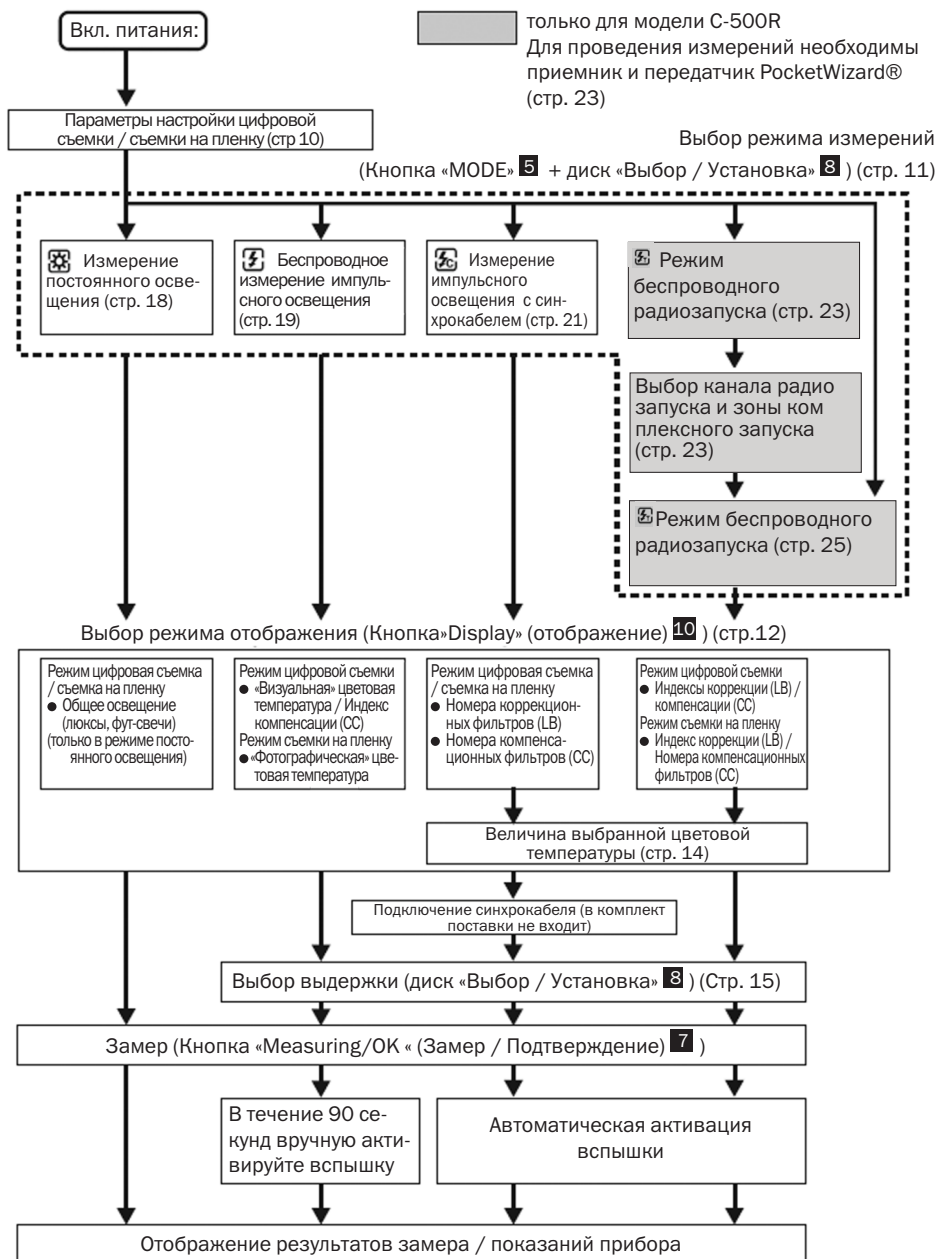 Вкл. питания:
только для модели C-500R
Для проведения измерений необходимы
приемник и передатчик PocketWizard®
(стр. 23)
Параметры настройки цифровой
съемки / съемки на пленку (стр 10)
Выбор режима измерений
(Кнопка «MODE» 5 + диск «Выбор / Установка» 8 ) (стр. 11)
Измерение
постоянного осве-
щения (стр. 18)
Беспроводное
измерение импуль-
сного освещения
(стр. 19)
C Измерение
импульсного
освещения с син-
хрокабелем (стр. 21)
Режим
беспроводного
радиозапуска (стр. 23)
Выбор канала радио
запуска и зоны ком
плексного запуска
(стр. 23)
Режим беспроводного
радиозапуска (стр. 25)
Выбор режима отображения (Кнопка»Display» (отображение) 10 ) (стр.12)
Режим цифровая съемка
/ съемка на пленку
● Общее освещение
(люксы, фут-свечи)
(только в режиме посто-
янного освещения)
Режим цифровой съемки
● «Визуальная» цветовая
температура / Индекс
компенсации (CC)
Режим съемки на пленку
● «Фотографическая» цве-
товая температура
Режим цифровая съемка
/ съемка на пленку
● Номера коррекцион-
ных фильтров (LB)
● Номера компенса-
ционных фильтров (CC)
Режим цифровой съемки
● Индексы коррекции (LB) /
компенсации (CC)
Режим съемки на пленку
● Индекс коррекции (LB) /
Номера компенсационных
фильтров (CC)
Величина выбранной цветовой
температуры (стр. 14)
Подключение синхрокабеля (в комплект
поставки не входит)
Выбор выдержки (диск «Выбор / Установка» 8 ) (Стр. 15)
Замер (Кнопка «Measuring/OK « (Замер / Подтверждение) 7 )
В течение 90 се-
кунд вручную акти-
вируйте вспышку
Автоматическая активация
вспышки
Отображение результатов замера / показаний прибора